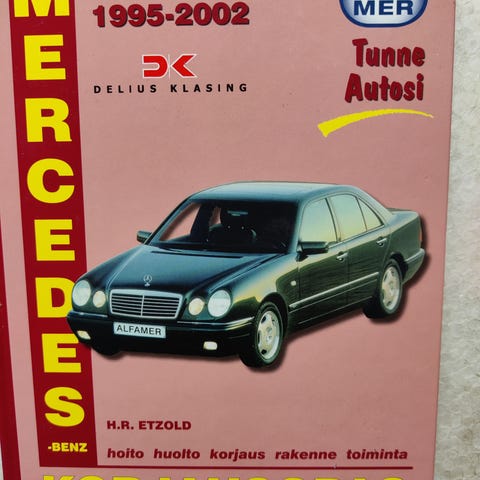 MERCEDES
-BENZ
1995-2002
MER
DELIUS KLASING
Tunne
Autosi
ALFAMER
H.R. ETZOLD
hoito huolto korjaus rakenne toiminta